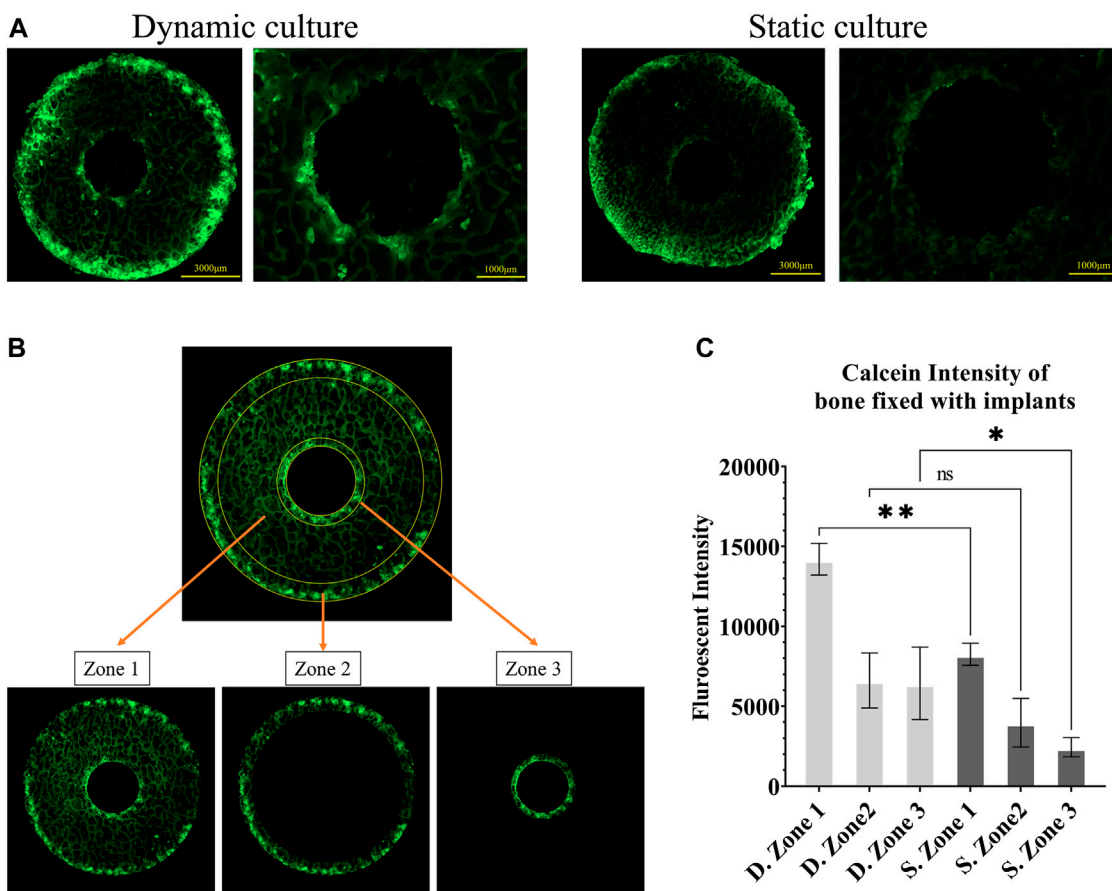 A
Dynamic culture
Static culture
3000μm
1000μm
3000μm
1000μm
B
Zone 1
Zone 2
Zone 3
C
Calcein Intensity of
bone fixed with implants
Fluroescent Intensity
20000
15000
10000
5000
0
*
ns
**
D. Zone 1
D. Zone2
D. Zone 3
S. Zone 1
S. Zone2
S. Zone 3